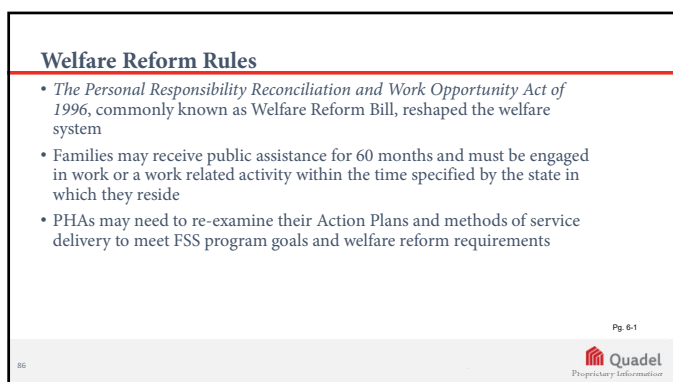 Welfare Reform Rules
• The Personal Responsibility Reconciliation and Work Opportunity Act of
1996, commonly known as Welfare Reform Bill, reshaped the welfare
system
• Families may receive public assistance for 60 months and must be engaged
in work or a work related activity within the time specified by the state in
which they reside
• PHAs may need to re-examine their Action Plans and methods of service
delivery to meet FSS program goals and welfare reform requirements
Pg. 6-1
86
Quadel
Proprietary Information